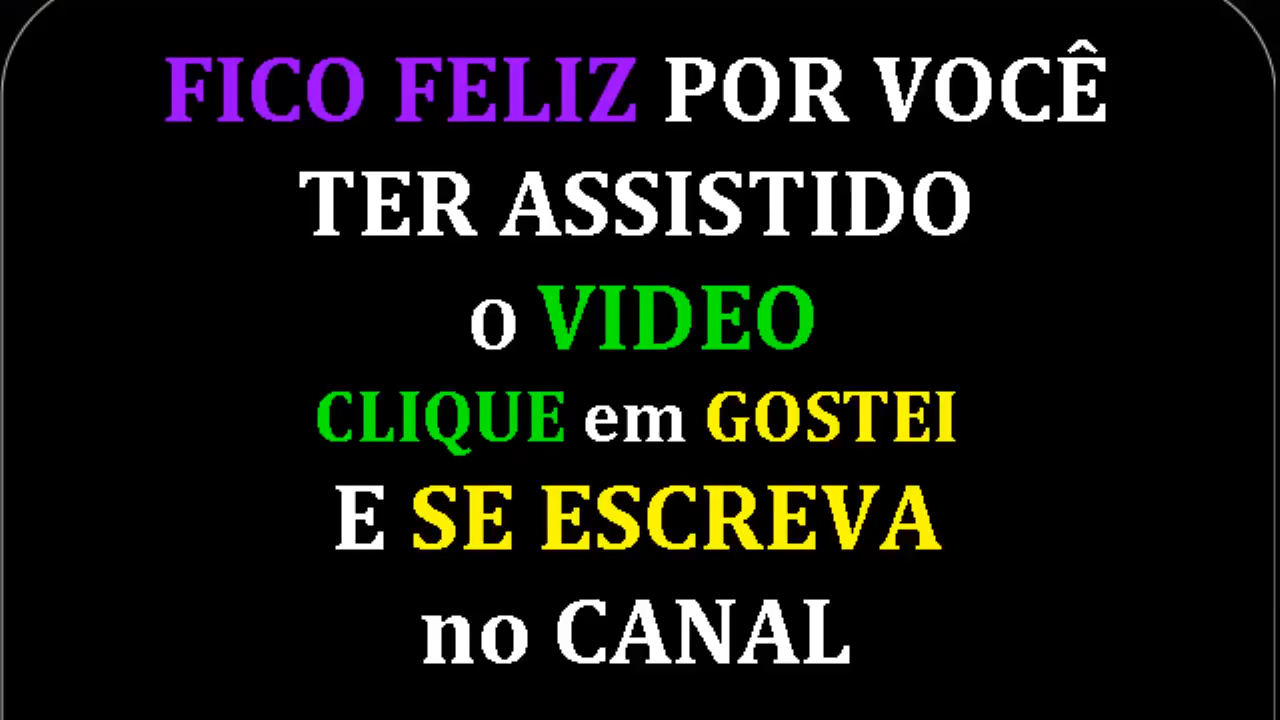 FICO FELIZ POR VOCÊ
TER ASSISTIDO
O VIDEO
CLIQUE em GOSTEI
E SE ESCREVA
no CANAL